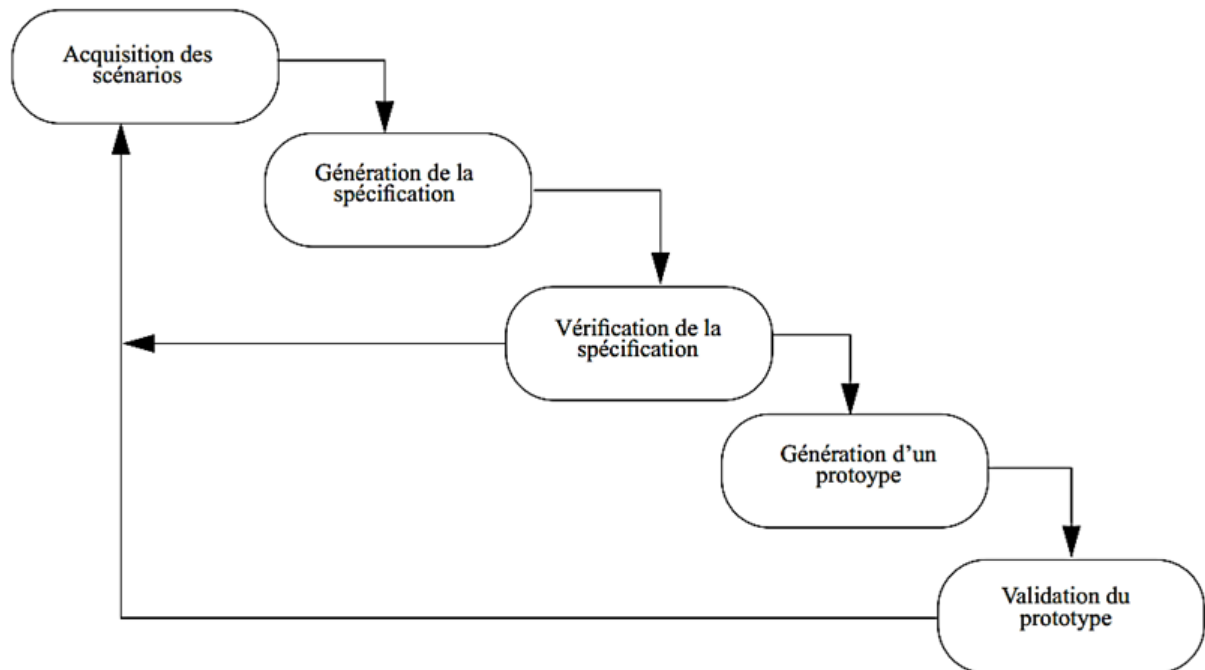 Acquisition des
scénarios
Génération de la
spécification
Vérification de la
spécification
Génération d’un
protoype
Validation du
prototype